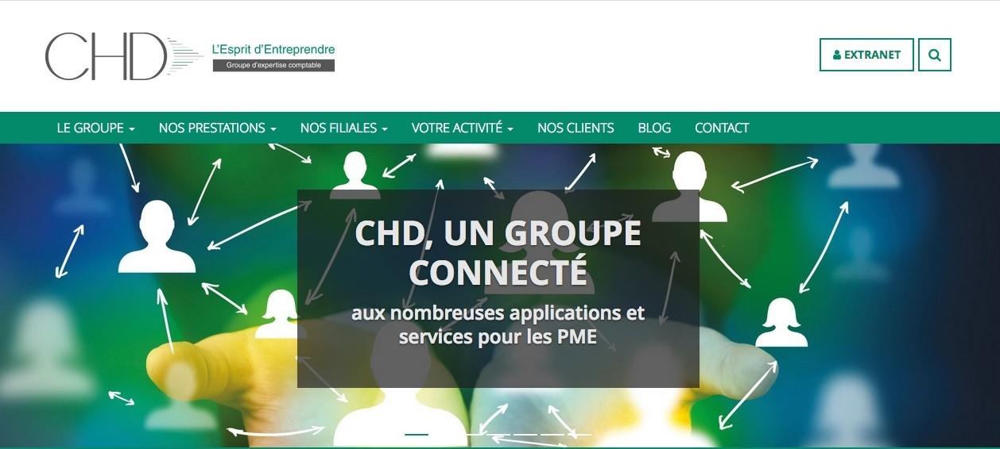 CHD
L'Esprit d'Entreprendre
Groupe d'expertise comptable
EXTRANET
LE GROUPE NOS PRESTATIONS NOS FILIALES VOTRE ACTIVITÉ NOS CLIENTS BLOG CONTACT
CHD, UN GROUPE
CONNECTÉ
aux nombreuses applications et
services pour les PME